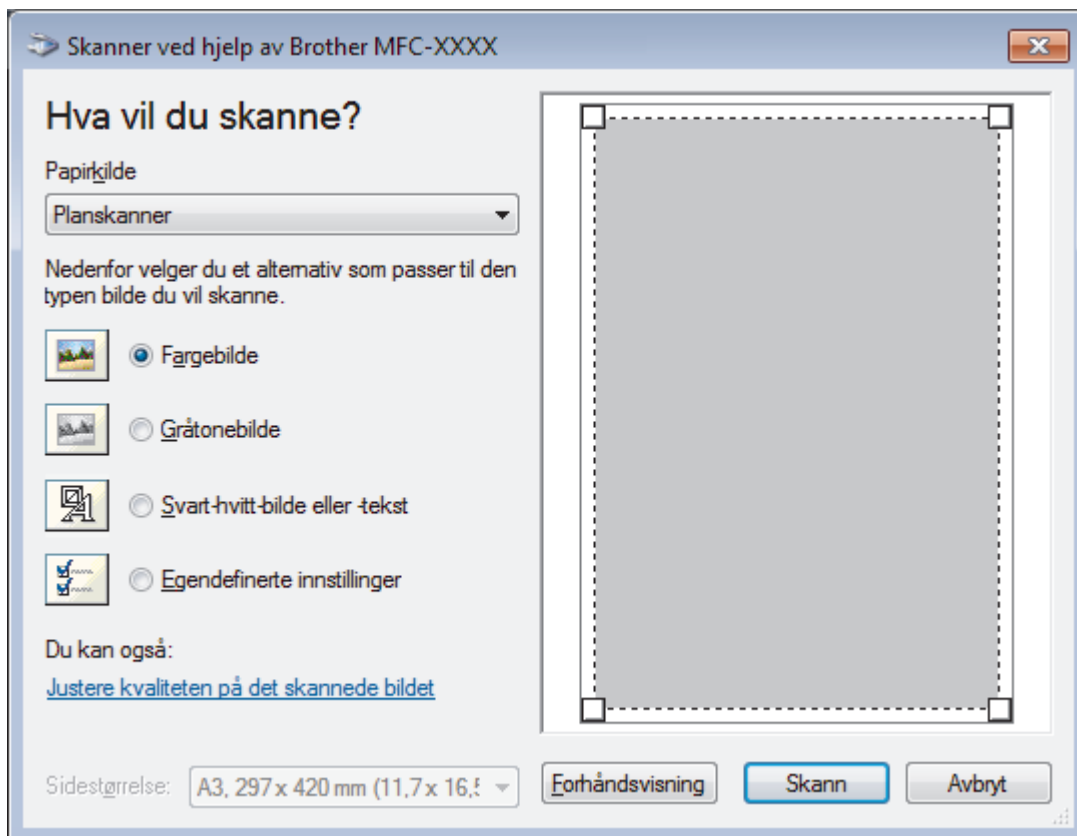 Skanner ved hjelp av Brother MFC-XXXX
Hva vil du skanne?
Papirkilde
Planskanner
Nedenfor velger du et alternativ som passer til den
typen bilde du vil skanne.
Fargebilde
Gråtonebilde
Svart-hvitt-bilde eller -tekst
Egendefinerte innstillinger
Du kan også:
Justere kvaliteten på det skannede bildet
Sidestørrelse:
A3, 297 x 420 mm (11,7 x 16,5
Forhåndsvisning
Skann
Avbryt